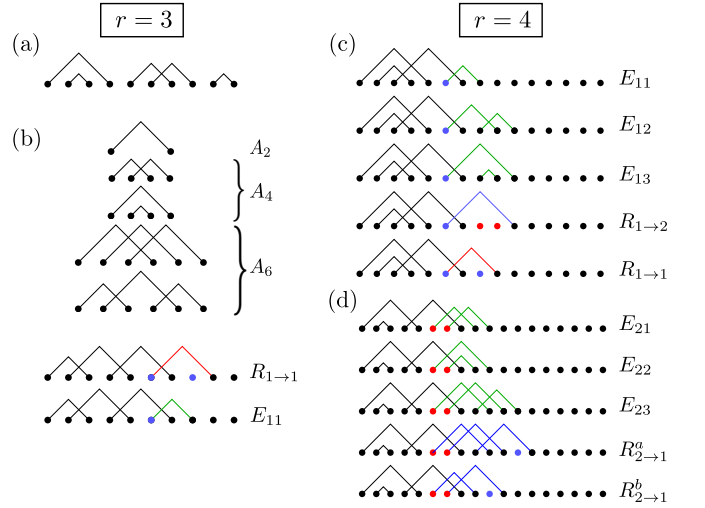 r = 3
(a)
(b)
A₂
A₄
A₆
R₁→₁
E₁₁
r = 4
(c)
E₁₁
E₁₂
E₁₃
R₁→₂
R₁→₁
(d)
E₂₁
E₂₂
E₂₃
Rᵃ₂→₁
Rᵇ₂→₁